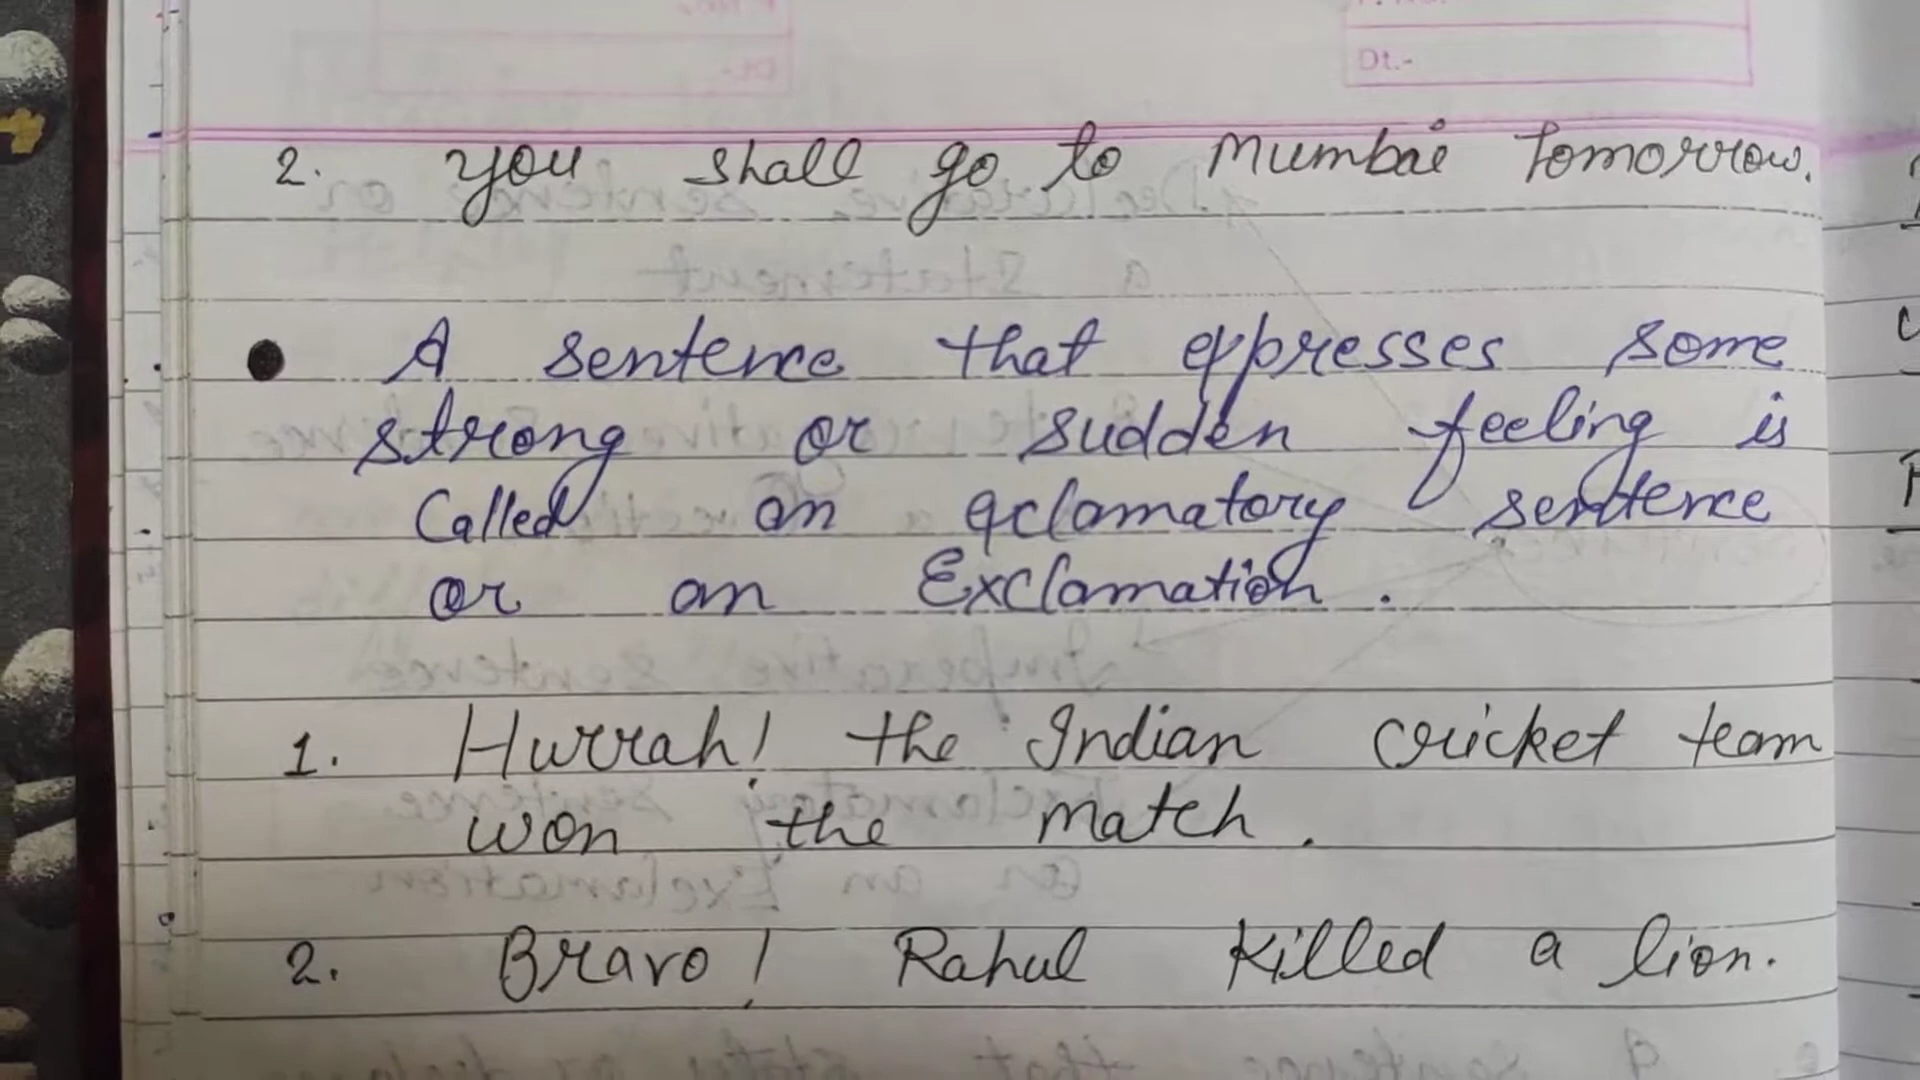 Dt.-
2. you shall go to Mumbai Tomorrow.
• A sentence that expresses some
strong or sudden feeling is
Called an exclamatory sentence
or an Exclamation.
1. Hurrah! the Indian cricket team
won the match.
2. Bravo! Rahul killed a lion.